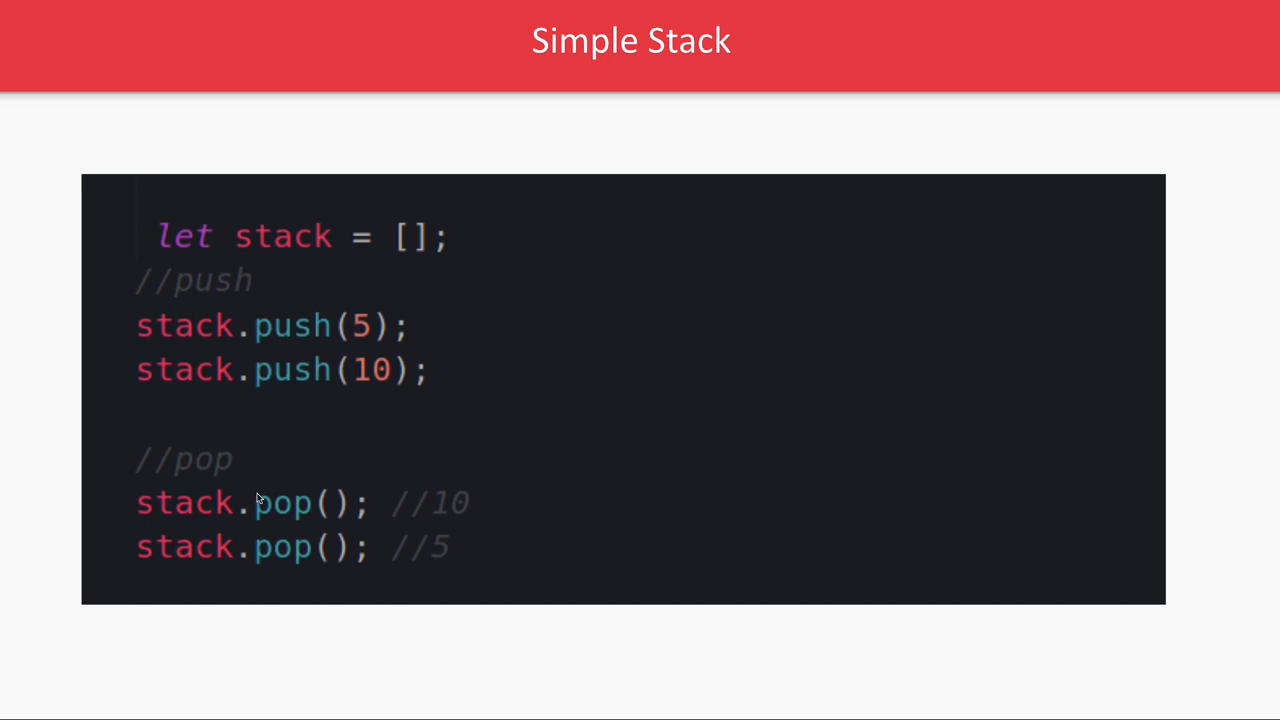 Simple Stack
let stack = [];
//push
stack.push(5);
stack.push(10);
//pop
stack.pop(); //10
stack.pop(); //5